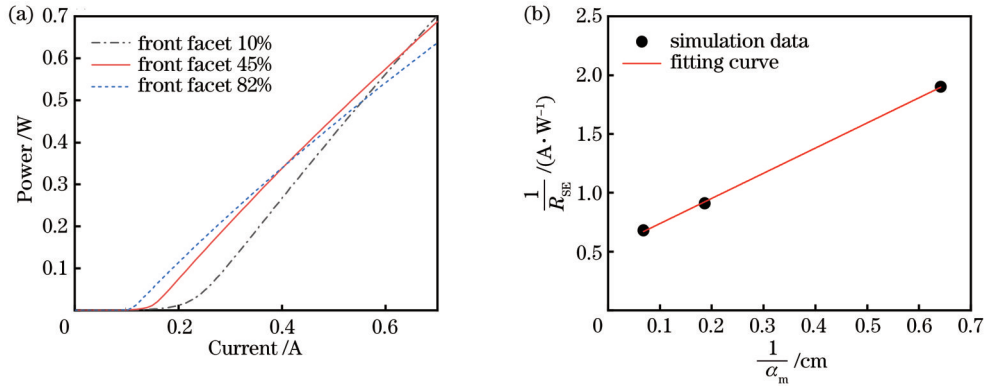 (a)
0.7
0.6
0.5
0.4
0.3
0.2
0.1
0
0.2
0.4
0.6
Power /W
Current /A
front facet 10%
front facet 45%
front facet 82%
(b)
2.5
2.0
1.5
1.0
0.5
0
0.1
0.2
0.3
0.4
0.5
0.6
0.7
1/R_SE /(A·W⁻¹)
1/α_m /cm
simulation data
fitting curve